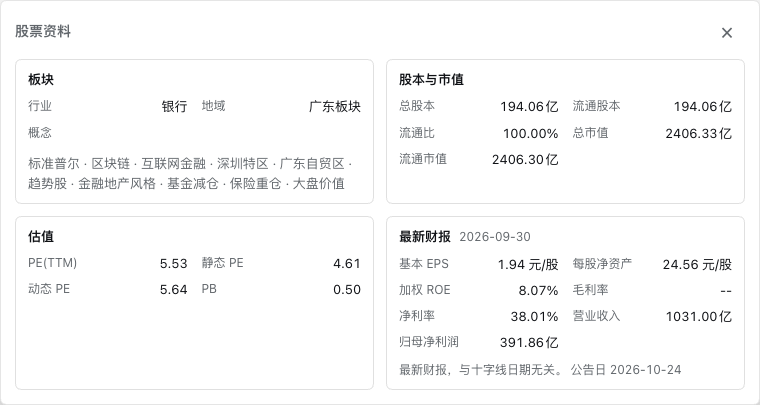 股票资料
×
板块
行业 银行 地域 广东板块
概念
标准普尔 · 区块链 · 互联网金融 · 深圳特区 · 广东自贸区 ·
趋势股 · 金融地产风格 · 基金减仓 · 保险重仓 · 大盘价值
股本与市值
总股本 194.06亿 流通股本 194.06亿
流通比 100.00% 总市值 2406.33亿
流通市值 2406.30亿
估值
PE(TTM) 5.53 静态 PE 4.61
动态 PE 5.64 PB 0.50
最新财报 2026-09-30
基本 EPS 1.94 元/股 每股净资产 24.56 元/股
加权 ROE 8.07% 毛利率 --
净利率 38.01% 营业收入 1031.00亿
归母净利润 391.86亿
最新财报，与十字线日期无关。 公告日 2026-10-24